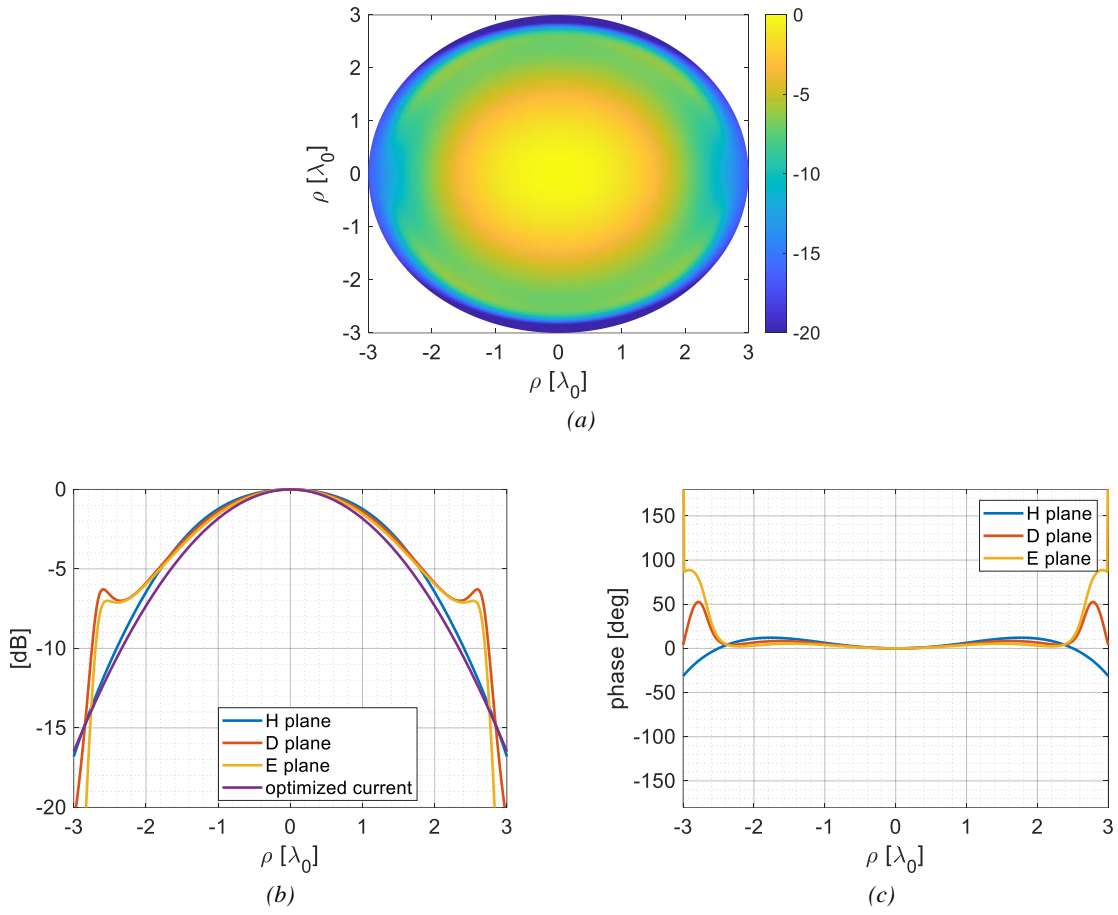 3
2
1
0
-1
-2
-3
ρ [λ0]
-3 -2 -1 0 1 2 3
ρ [λ0]
0
-5
-10
-15
-20
(a)
0
-5
-10
-15
-20
[dB]
H plane
D plane
E plane
optimized current
-3 -2 -1 0 1 2 3
ρ [λ0]
(b)
150
100
50
0
-50
-100
-150
phase [deg]
H plane
D plane
E plane
-3 -2 -1 0 1 2 3
ρ [λ0]
(c)